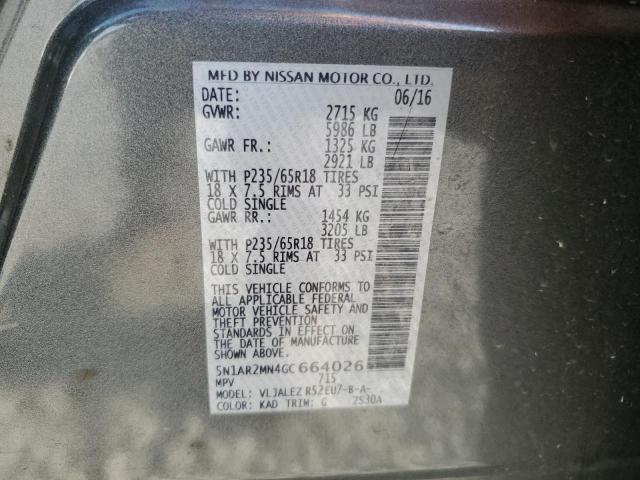 MFD BY NISSAN MOTOR CO., LTD.
DATE: 06/16
GVWR: 2715 KG
5986 LB
GAWR FR.: 1325 KG
2921 LB
WITH P235/65R18 TIRES
18 X 7.5 RIMS AT 33 PSI
COLD SINGLE
GAWR RR.: 1454 KG
3205 LB
WITH P235/65R18 TIRES
18 X 7.5 RIMS AT 33 PSI
COLD SINGLE
THIS VEHICLE CONFORMS TO
ALL APPLICABLE FEDERAL
MOTOR VEHICLE SAFETY AND
THEFT PREVENTION
STANDARDS IN EFFECT ON
THE DATE OF MANUFACTURE
SHOWN ABOVE.
5N1AR2MN4GC664026
MPV 715
MODEL: VLJALEZ R52EU7-B-A-
COLOR: KAD TRIM: G 2S30A